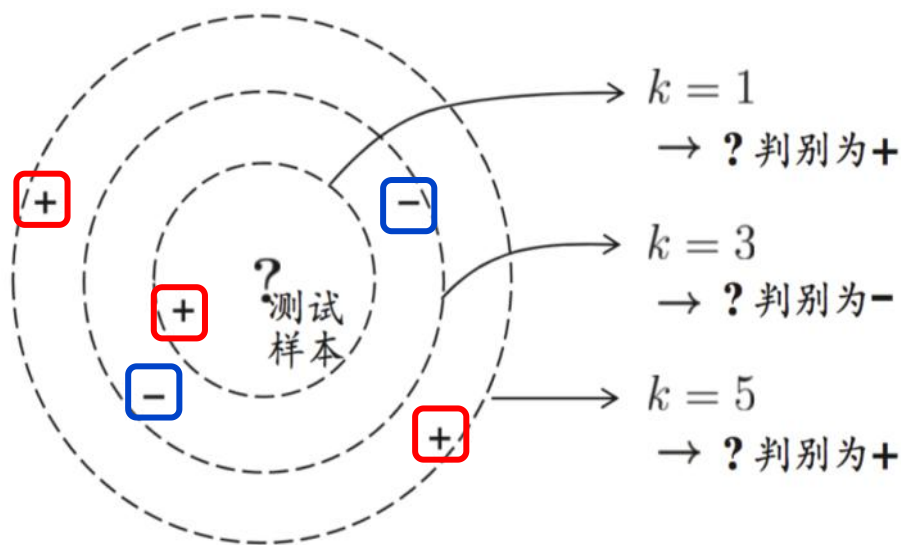 k = 1
→ ? 判别为+
+
−
k = 3
?
测试
+
→ ? 判别为−
样本
−
k = 5
+
→ ? 判别为+